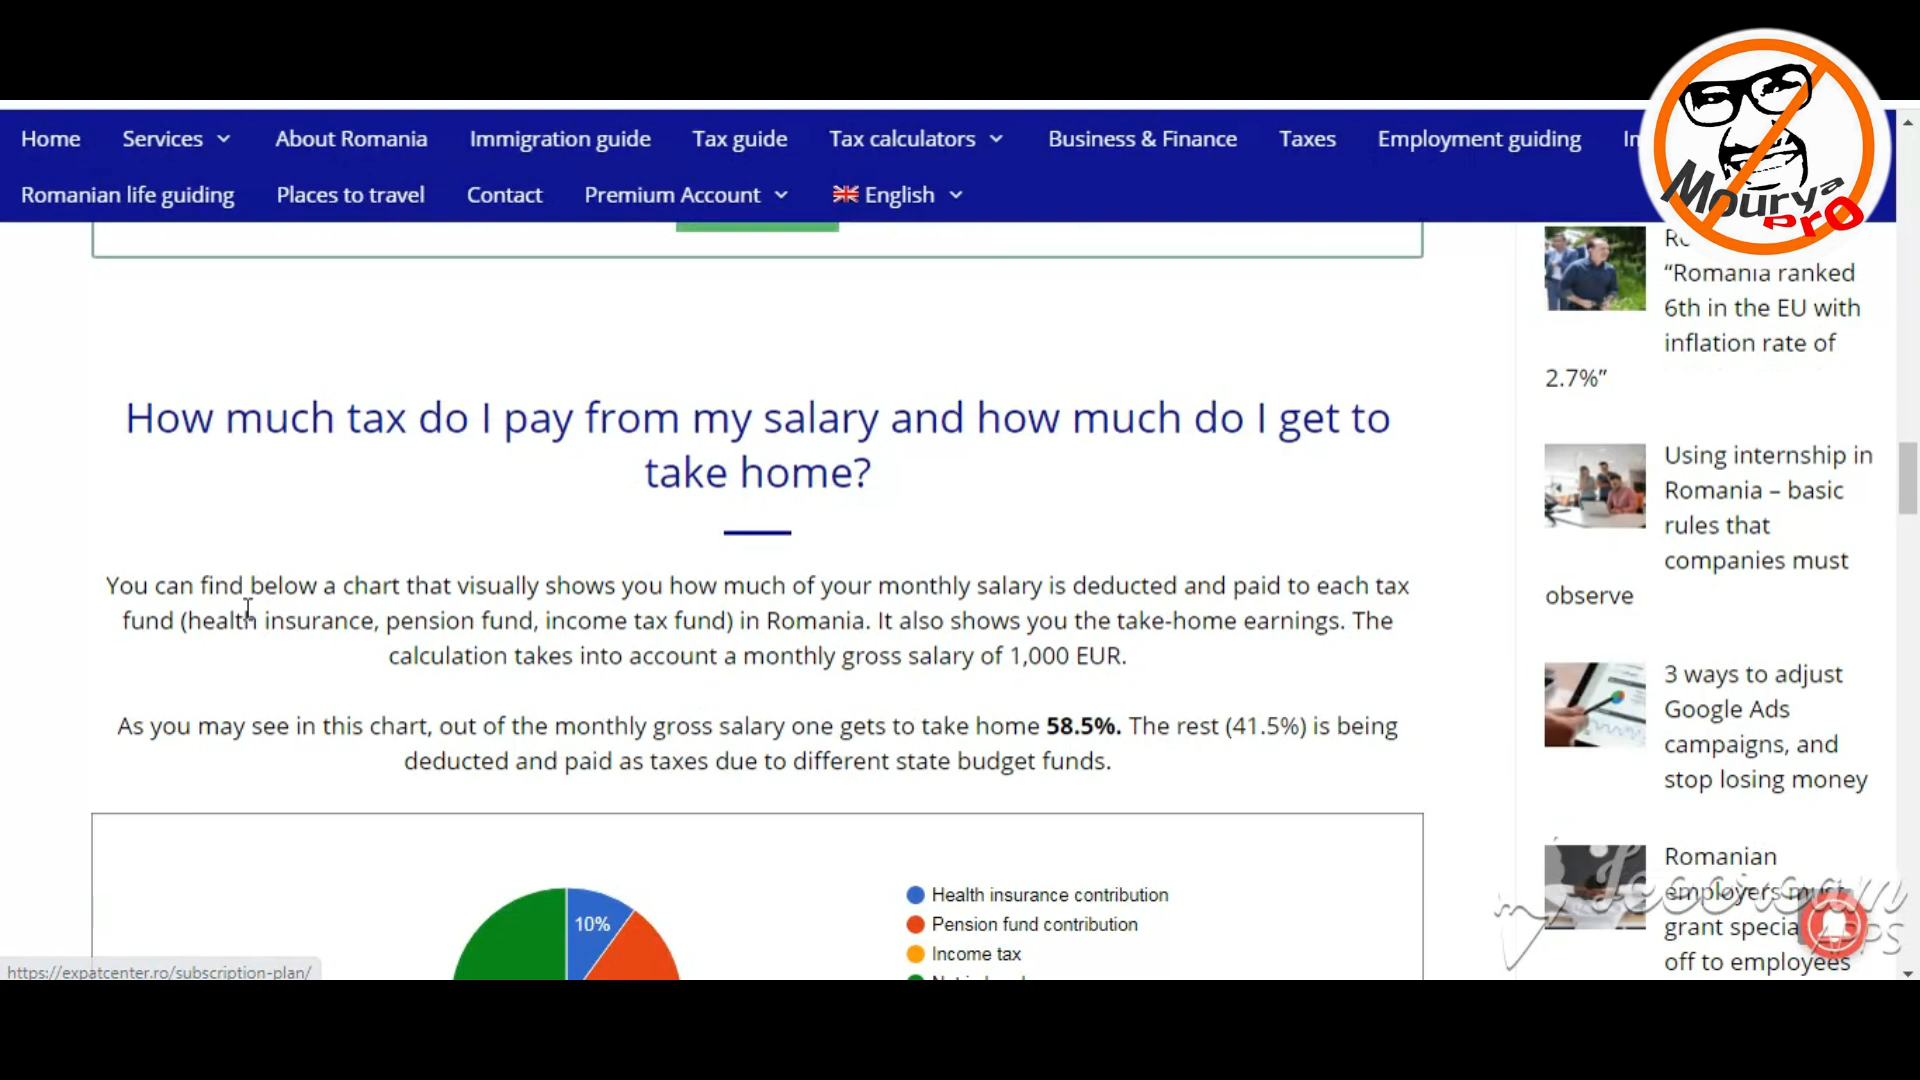 Home Services About Romania Immigration guide Tax guide Tax calculators Business & Finance Taxes Employment guiding
Romanian life guiding Places to travel Contact Premium Account English
Mourya
Pro
How much tax do I pay from my salary and how much do I get to
take home?
You can find below a chart that visually shows you how much of your monthly salary is deducted and paid to each tax
fund (health insurance, pension fund, income tax fund) in Romania. It also shows you the take-home earnings. The
calculation takes into account a monthly gross salary of 1,000 EUR.
As you may see in this chart, out of the monthly gross salary one gets to take home 58.5%. The rest (41.5%) is being
deducted and paid as taxes due to different state budget funds.
10%
Health insurance contribution
Pension fund contribution
Income tax
“Romania ranked
6th in the EU with
inflation rate of
2.7%”
Using internship in
Romania – basic
rules that
companies must
observe
3 ways to adjust
Google Ads
campaigns, and
stop losing money
Romanian
employers must
grant special
off to employees
APPS
https://expatcenter.ro/subscription-plan/